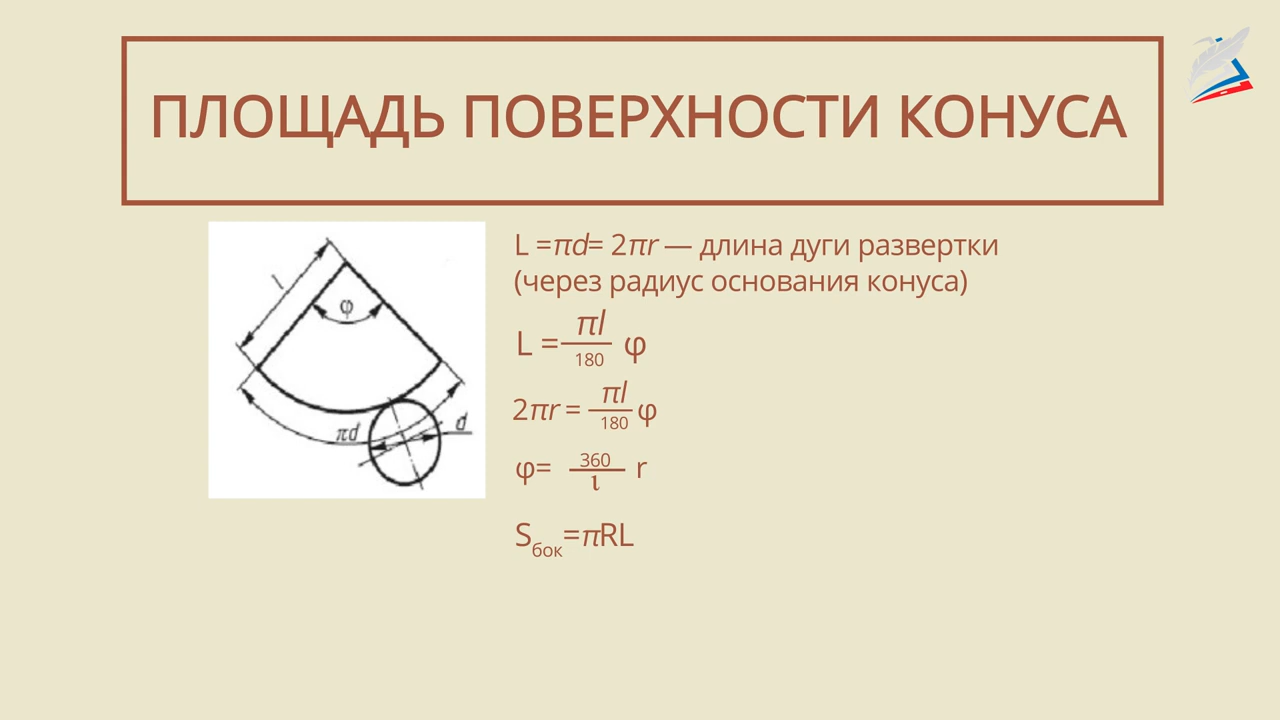 ПЛОЩАДЬ ПОВЕРХНОСТИ КОНУСА
l
φ
πd
d
L =πd= 2πr — длина дуги развертки
(через радиус основания конуса)
L = πl/180 φ
2πr = πl/180 φ
φ= 360/ι r
Sбок=πRL